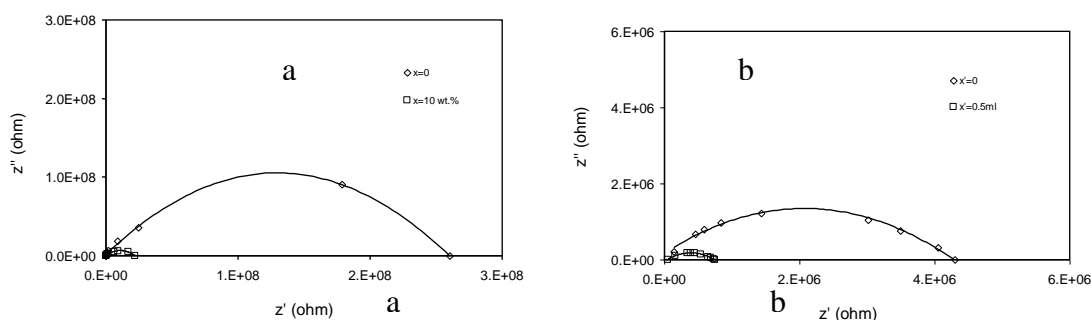 3.0E+08
2.0E+08
1.0E+08
0.0E+00
z'' (ohm)
a
x=0
x=10 wt.%
0.E+00
1.E+08
2.E+08
3.E+08
z' (ohm)
a
6.E+06
4.E+06
2.E+06
0.E+00
z'' (ohm)
b
x'=0
x'=0.5ml
0.E+00
2.E+06
4.E+06
6.E+06
z' (ohm)
b